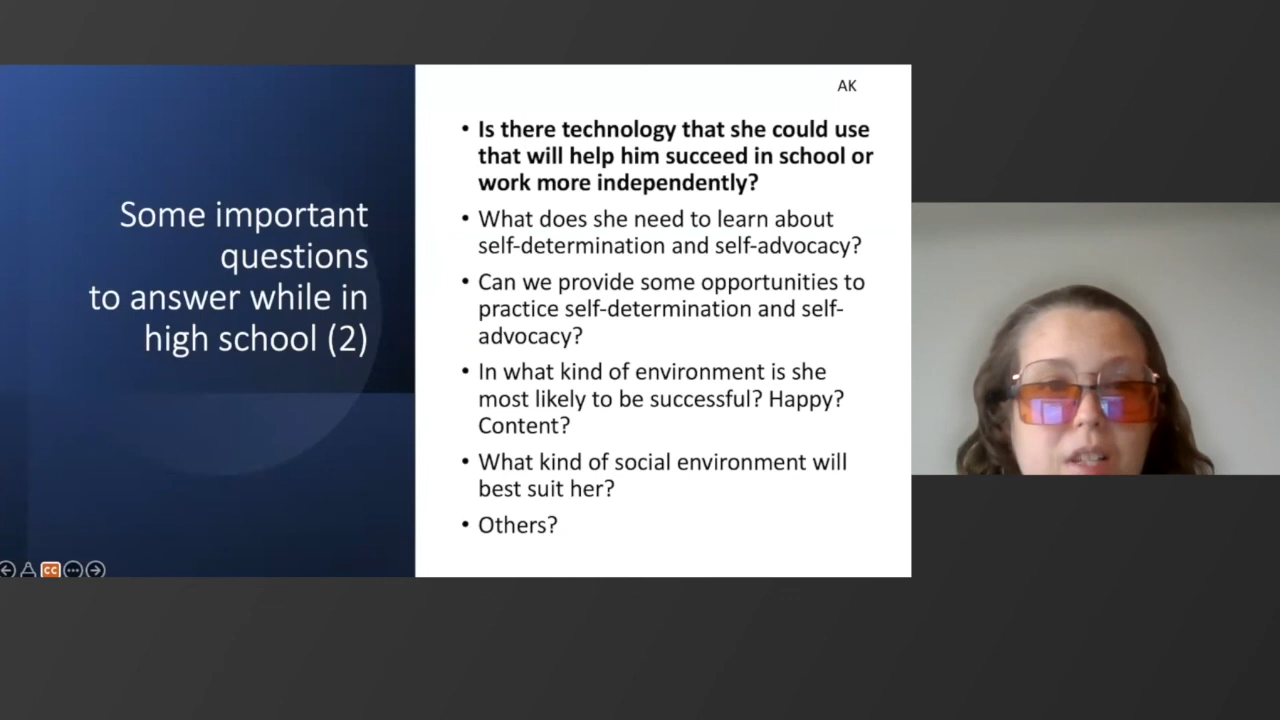 Some important
questions
to answer while in
high school (2)
AK
• Is there technology that she could use
that will help him succeed in school or
work more independently?
• What does she need to learn about
self-determination and self-advocacy?
• Can we provide some opportunities to
practice self-determination and self-
advocacy?
• In what kind of environment is she
most likely to be successful? Happy?
Content?
• What kind of social environment will
best suit her?
• Others?
CC